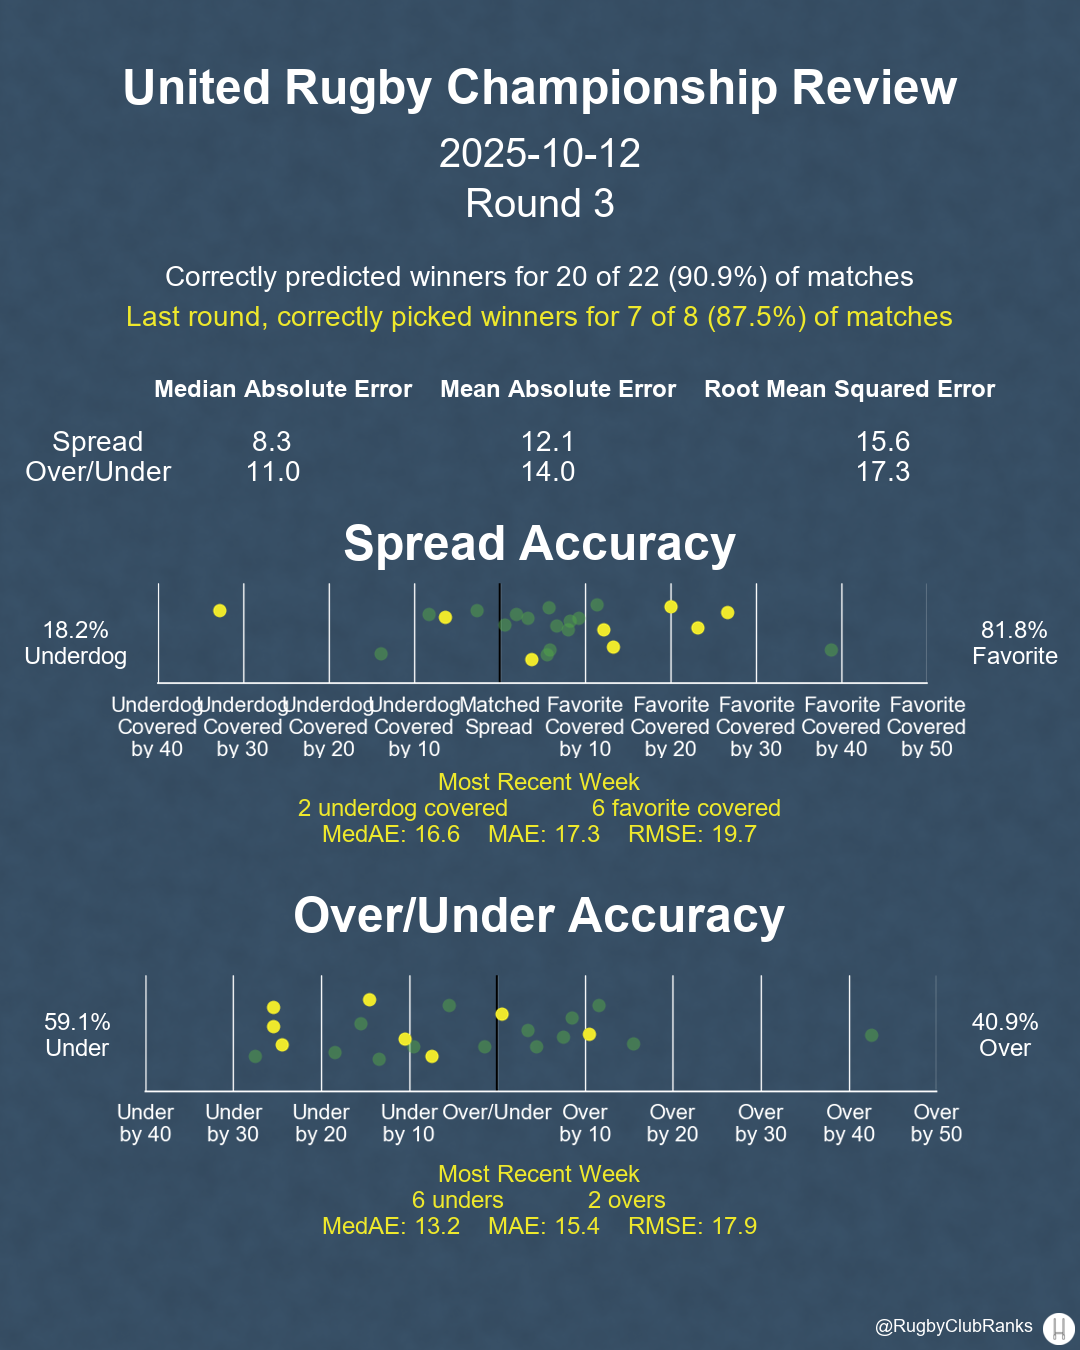 United Rugby Championship Review
2025-10-12
Round 3
Correctly predicted winners for 20 of 22 (90.9%) of matches
Last round, correctly picked winners for 7 of 8 (87.5%) of matches
Median Absolute Error Mean Absolute Error Root Mean Squared Error
Spread 8.3 12.1 15.6
Over/Under 11.0 14.0 17.3
Spread Accuracy
18.2%
Underdog
81.8%
Favorite
Underdog Underdog Underdog Underdog Matched Favorite Favorite Favorite Favorite Favorite
Covered Covered Covered Covered Spread Covered Covered Covered Covered Covered
by 40 by 30 by 20 by 10 by 10 by 20 by 30 by 40 by 50
Most Recent Week
2 underdog covered 6 favorite covered
MedAE: 16.6 MAE: 17.3 RMSE: 19.7
Over/Under Accuracy
59.1%
Under
40.9%
Over
Under Under Under Under Over/Under Over Over Over Over Over
by 40 by 30 by 20 by 10 by 10 by 20 by 30 by 40 by 50
Most Recent Week
6 unders 2 overs
MedAE: 13.2 MAE: 15.4 RMSE: 17.9
@RugbyClubRanks